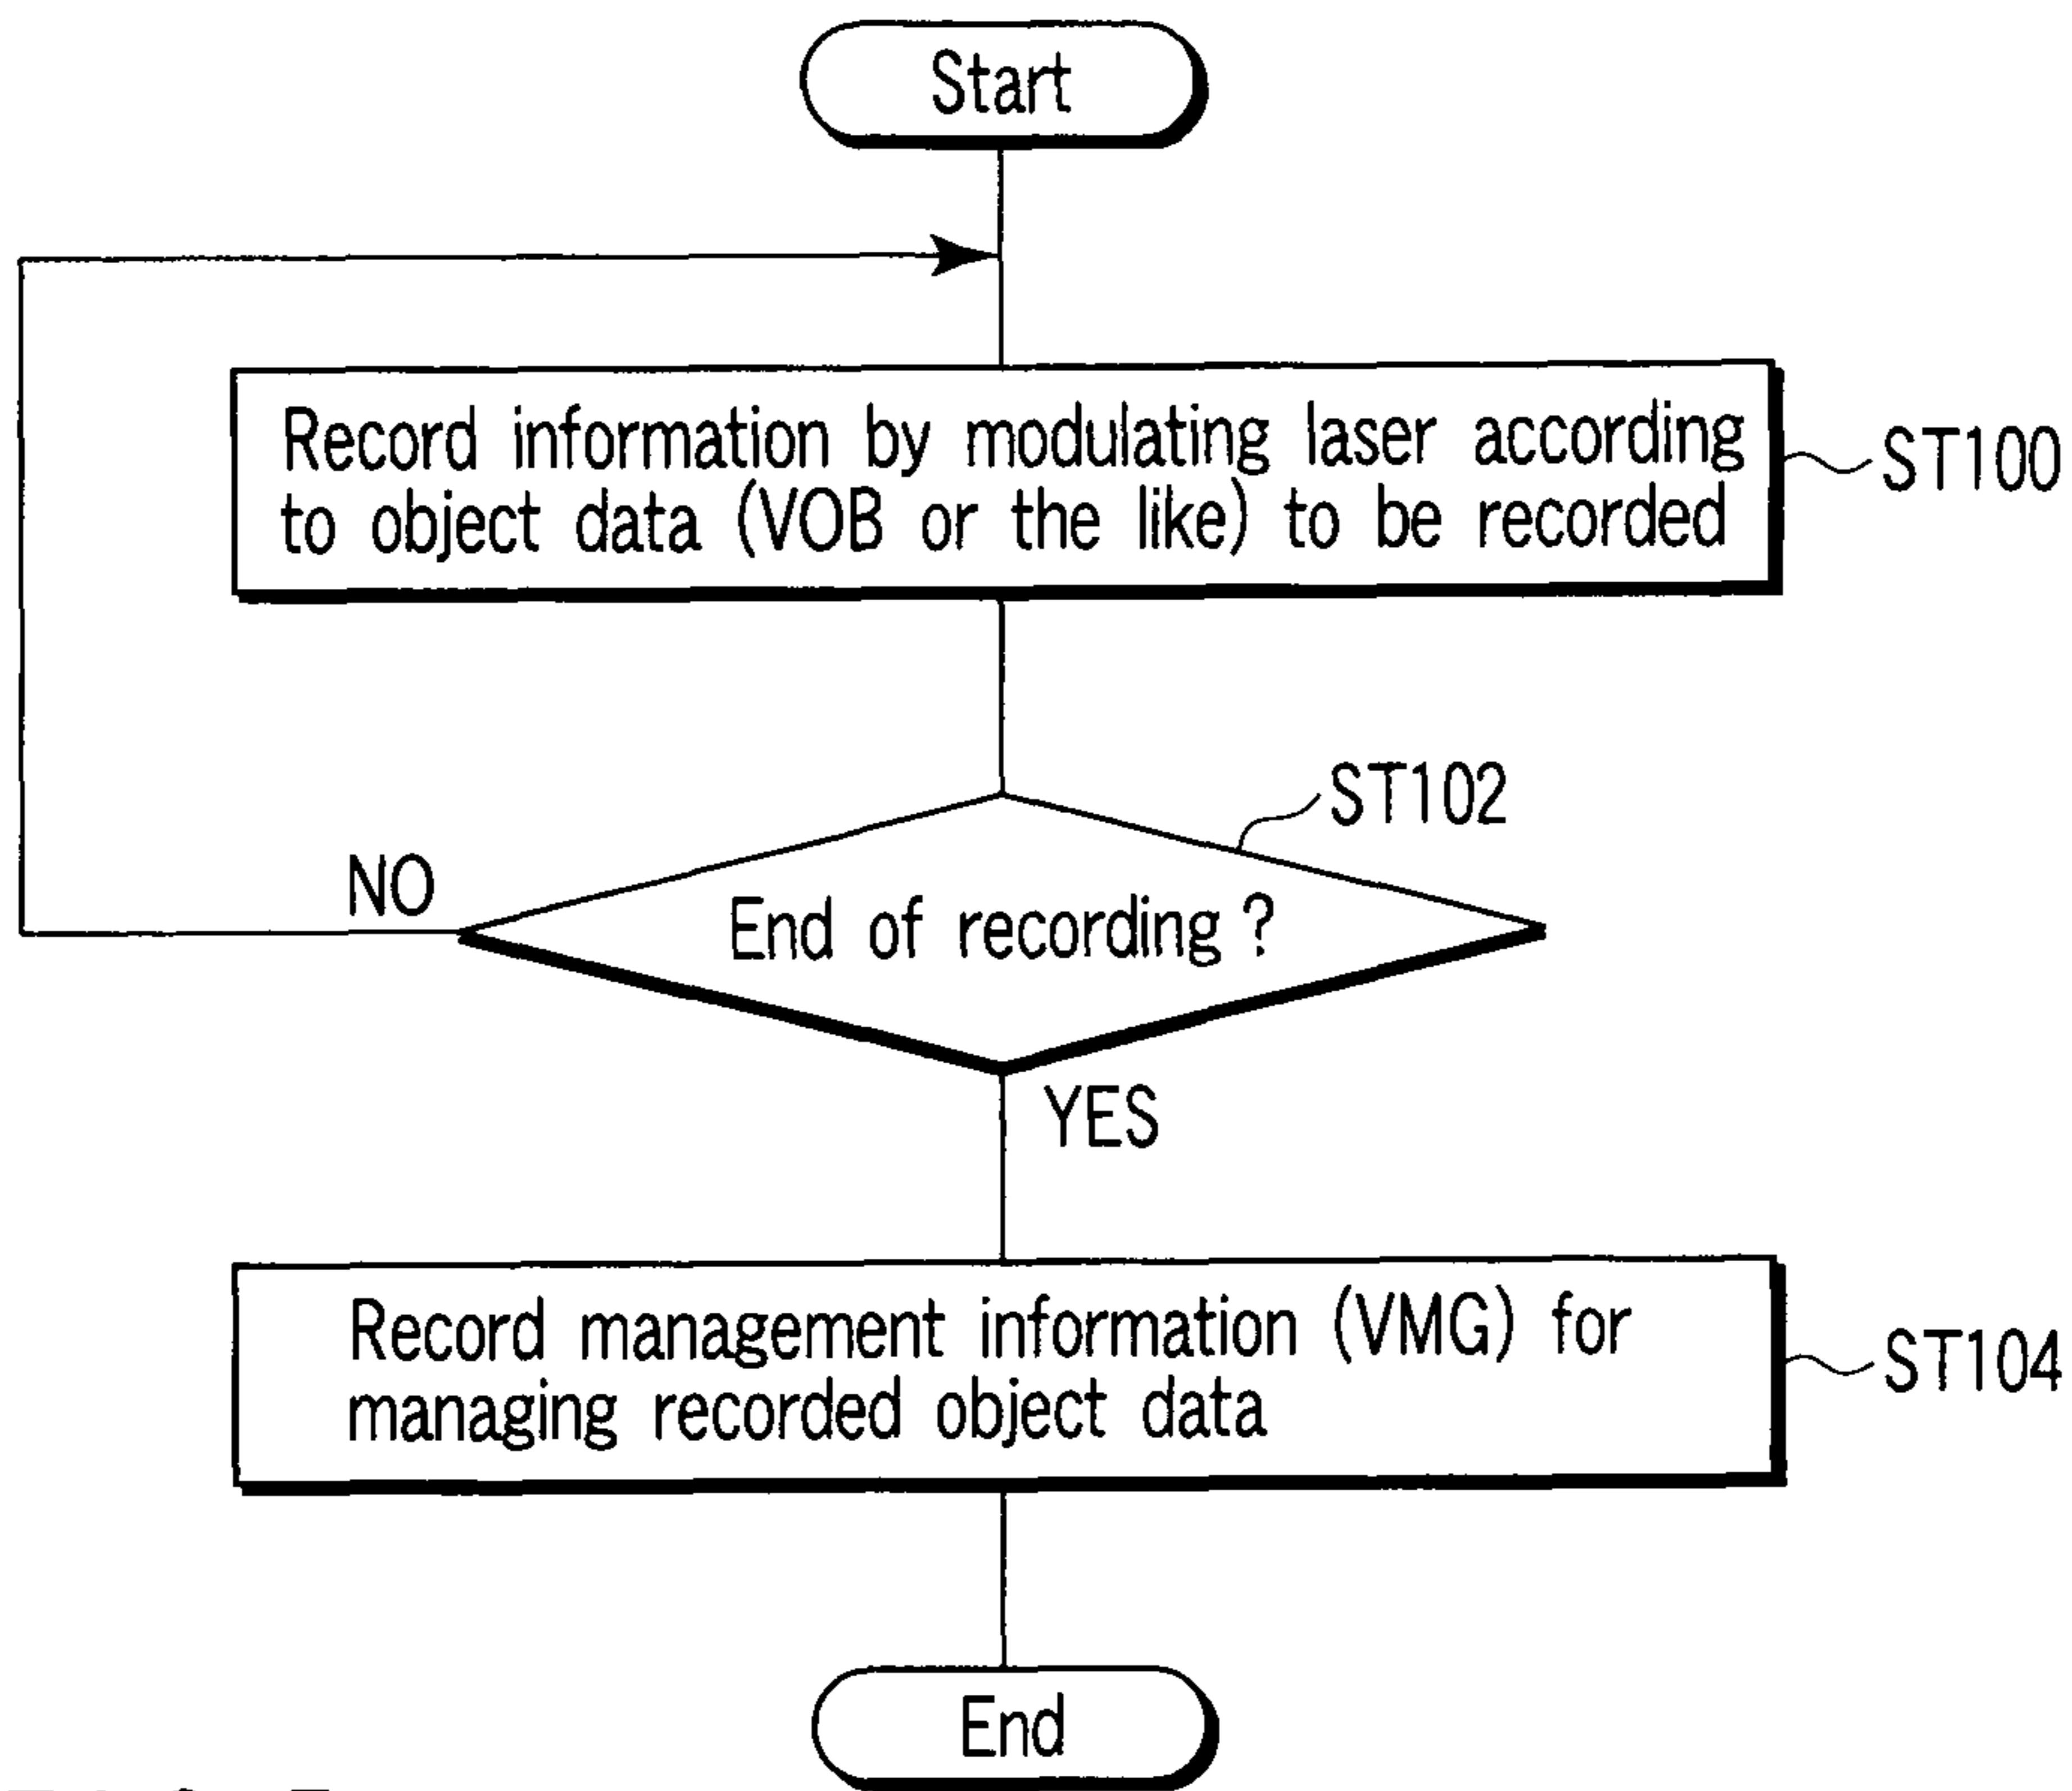 Start
Record information by modulating laser according
to object data (VOB or the like) to be recorded
ST100
ST102
NO
End of recording ?
YES
Record management information (VMG) for
managing recorded object data
ST104
End